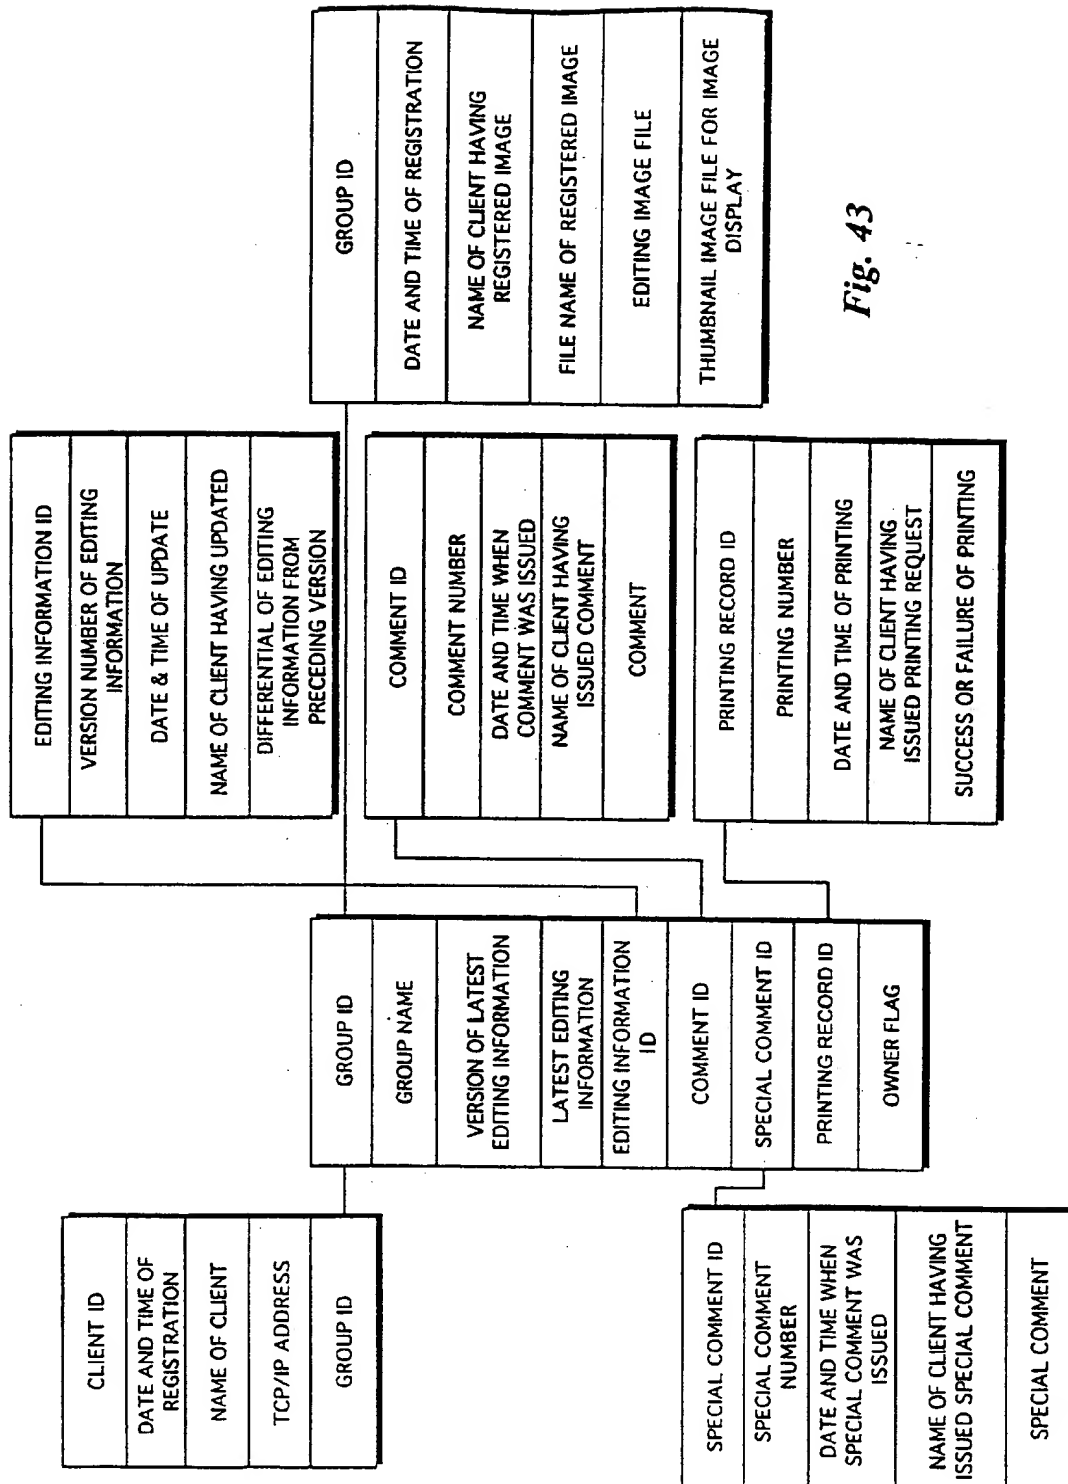 CLIENT ID
DATE AND TIME OF
REGISTRATION
NAME OF CLIENT
TCP/IP ADDRESS
GROUP ID
SPECIAL COMMENT ID
SPECIAL COMMENT
NUMBER
DATE AND TIME WHEN
SPECIAL COMMENT WAS
ISSUED
NAME OF CLIENT HAVING
ISSUED SPECIAL COMMENT
SPECIAL COMMENT
GROUP ID
GROUP NAME
VERSION OF LATEST
EDITING INFORMATION
LATEST EDITING
INFORMATION
EDITING INFORMATION
ID
COMMENT ID
SPECIAL COMMENT ID
PRINTING RECORD ID
OWNER FLAG
EDITING INFORMATION ID
VERSION NUMBER OF EDITING
INFORMATION
DATE & TIME OF UPDATE
NAME OF CLIENT HAVING UPDATED
DIFFERENTIAL OF EDITING
INFORMATION FROM
PRECEDING VERSION
COMMENT ID
COMMENT NUMBER
DATE AND TIME WHEN
COMMENT WAS ISSUED
NAME OF CLIENT HAVING
ISSUED COMMENT
COMMENT
PRINTING RECORD ID
PRINTING NUMBER
DATE AND TIME OF PRINTING
NAME OF CLIENT HAVING
ISSUED PRINTING REQUEST
SUCCESS OR FAILURE OF PRINTING
GROUP ID
DATE AND TIME OF REGISTRATION
NAME OF CLIENT HAVING
REGISTERED IMAGE
FILE NAME OF REGISTERED IMAGE
EDITING IMAGE FILE
THUMBNAIL IMAGE FILE FOR IMAGE
DISPLAY
Fig. 43